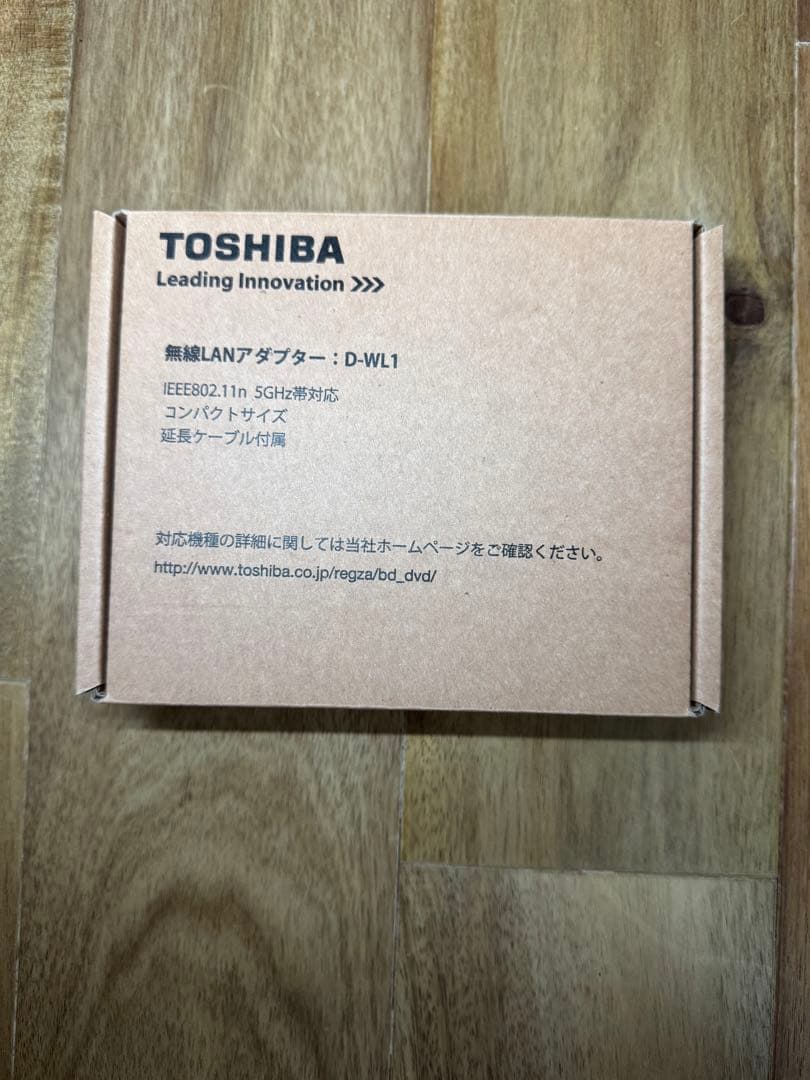 TOSHIBA
Leading Innovation >>>
無線LANアダプター：D-WL1
IEEE802.11n 5GHz帯対応
コンパクトサイズ
延長ケーブル付属
対応機種の詳細に関しては当社ホームページをご確認ください。
http://www.toshiba.co.jp/regza/bd_dvd/